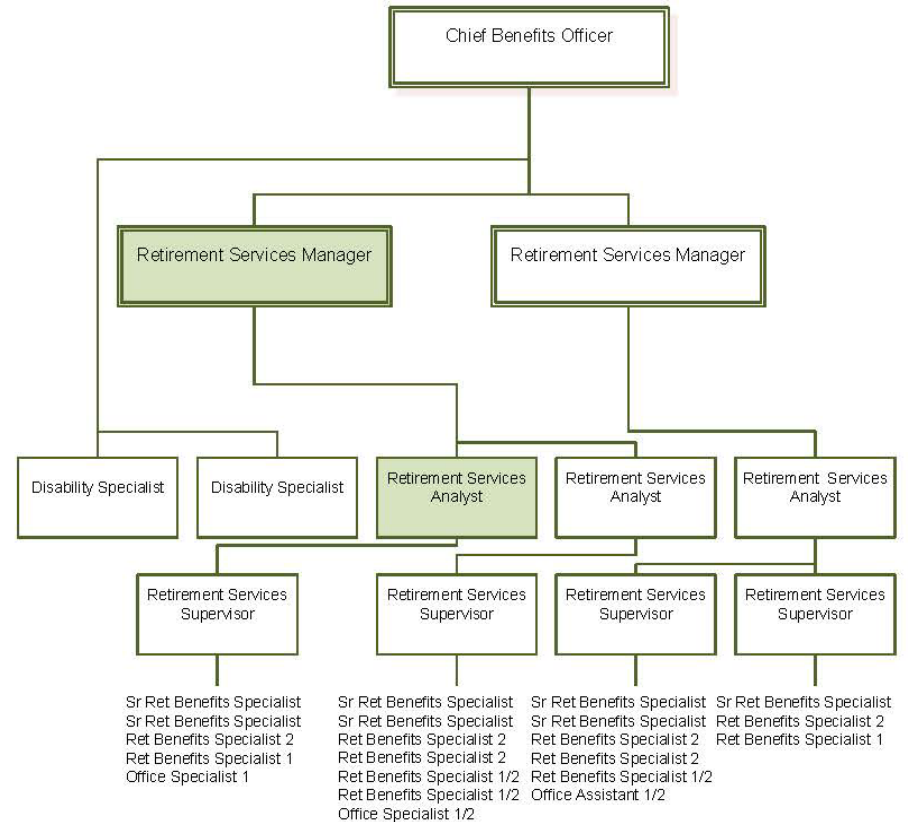 Chief Benefits Officer
Retirement Services Manager
Retirement Services Manager
Disability Specialist
Disability Specialist
Retirement Services
Analyst
Retirement Services
Analyst
Retirement Services
Analyst
Retirement Services
Supervisor
Retirement Services
Supervisor
Retirement Services
Supervisor
Retirement Services
Supervisor
Sr Ret Benefits Specialist
Sr Ret Benefits Specialist
Ret Benefits Specialist 2
Ret Benefits Specialist 1
Office Specialist 1
Sr Ret Benefits Specialist
Sr Ret Benefits Specialist
Ret Benefits Specialist 2
Ret Benefits Specialist 2
Ret Benefits Specialist 1/2
Ret Benefits Specialist 1/2
Office Specialist 1/2
Sr Ret Benefits Specialist
Sr Ret Benefits Specialist
Ret Benefits Specialist 2
Ret Benefits Specialist 2
Ret Benefits Specialist 1/2
Office Assistant 1/2
Sr Ret Benefits Specialist
Ret Benefits Specialist 2
Ret Benefits Specialist 1